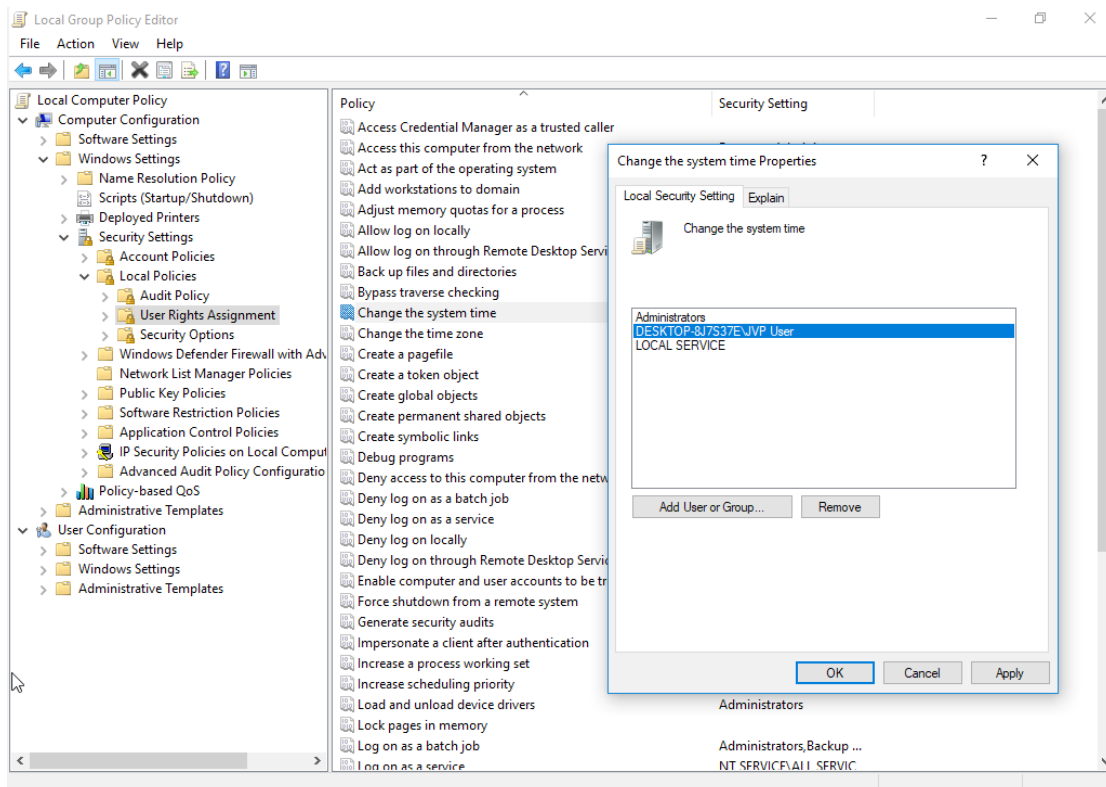 Local Group Policy Editor
File Action View Help
Local Computer Policy
Computer Configuration
Software Settings
Windows Settings
Name Resolution Policy
Scripts (Startup/Shutdown)
Deployed Printers
Security Settings
Account Policies
Local Policies
Audit Policy
User Rights Assignment
Security Options
Windows Defender Firewall with Adv
Network List Manager Policies
Public Key Policies
Software Restriction Policies
Application Control Policies
IP Security Policies on Local Comput
Advanced Audit Policy Configuratio
Policy-based QoS
Administrative Templates
User Configuration
Software Settings
Windows Settings
Administrative Templates
Policy Security Setting
Access Credential Manager as a trusted caller
Access this computer from the network
Act as part of the operating system
Add workstations to domain
Adjust memory quotas for a process
Allow log on locally
Allow log on through Remote Desktop Servi
Back up files and directories
Bypass traverse checking
Change the system time
Change the time zone
Create a pagefile
Create a token object
Create global objects
Create permanent shared objects
Create symbolic links
Debug programs
Deny access to this computer from the netw
Deny log on as a batch job
Deny log on as a service
Deny log on locally
Deny log on through Remote Desktop Servic
Enable computer and user accounts to be tr
Force shutdown from a remote system
Generate security audits
Impersonate a client after authentication
Increase a process working set
Increase scheduling priority
Load and unload device drivers Administrators
Lock pages in memory
Log on as a batch job Administrators,Backup ...
Log on as a service NT SERVICE\ALL SERVIC
Change the system time Properties ?
Local Security Setting Explain
Change the system time
Administrators
DESKTOP-8J7S37E\JVP User
LOCAL SERVICE
Add User or Group... Remove
OK Cancel Apply